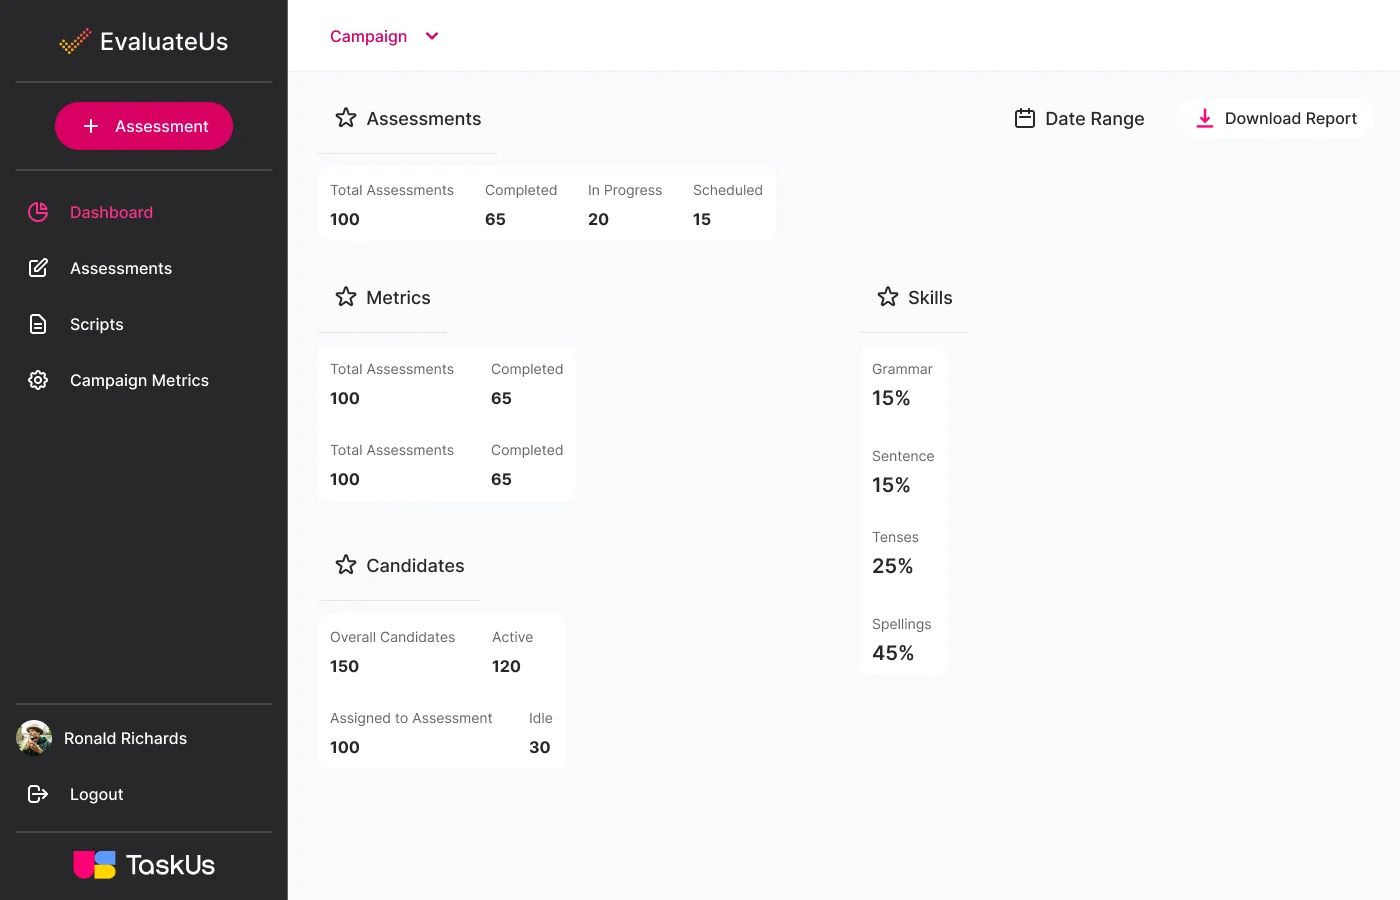 EvaluateUs
Assessment
Dashboard
Assessments
Scripts
Campaign Metrics
Ronald Richards
Logout
TaskUs
Campaign
Assessments
Date Range
Download Report
Total Assessments Completed In Progress Scheduled
100 65 20 15
Metrics
Total Assessments Completed
100 65
Total Assessments Completed
100 65
Candidates
Overall Candidates Active
150 120
Assigned to Assessment Idle
100 30
Skills
Grammar
15%
Sentence
15%
Tenses
25%
Spellings
45%